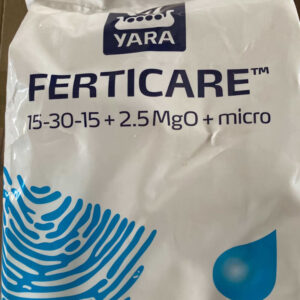 YARA
FERTICARE™
15-30-15 + 2.5 MgO + micro